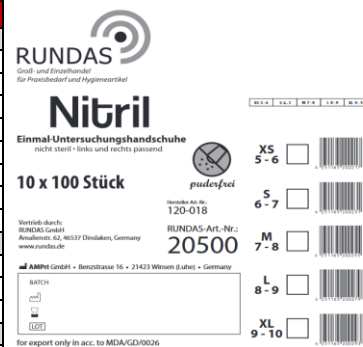 RUNDAS
Groß- und Einzelhandel
für Praxisbedarf und Hygieneartikel
Nitril
Einmal-Untersuchungshandschuhe
nicht steril • links und rechts passend
10 x 100 Stück
puderfrei
Hersteller Art. Nr.:
120-018
Vertrieb durch:
RUNDAS GmbH
Amalienstr. 62, 46537 Dinslaken, Germany
www.rundas.de
RUNDAS-Art.-Nr.:
20500
AMPri GmbH • Benzstrasse 16 • 21423 Winsen (Luhe) • Germany
BATCH
LOT
for export only in acc. to MDA/GD/0026
XS
5 - 6
S
6 - 7
M
7 - 8
L
8 - 9
XL
9 - 10